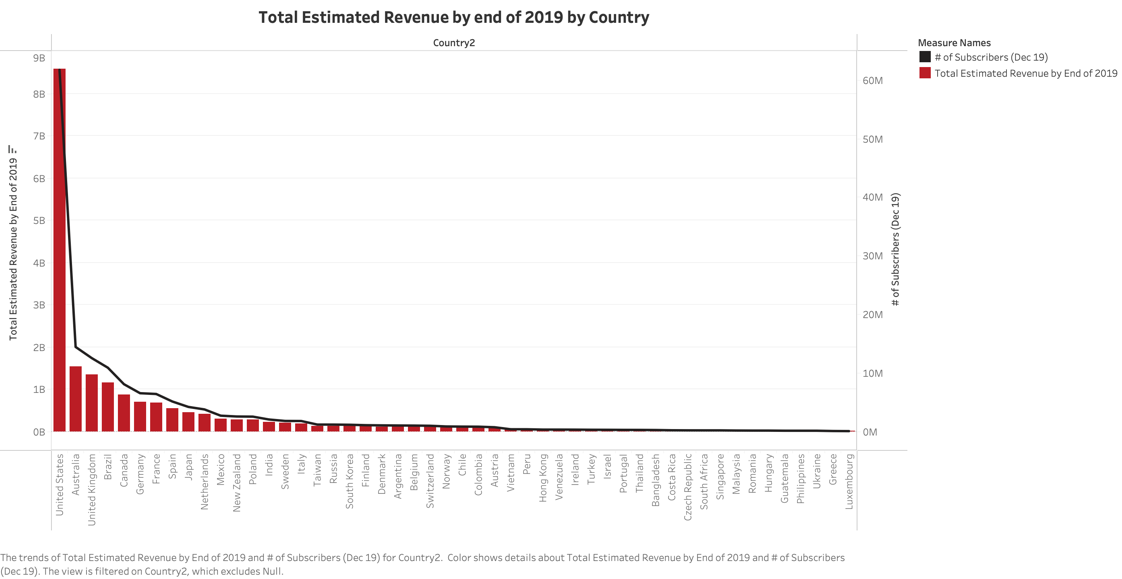 Total Estimated Revenue by end of 2019 by Country
Country2
Measure Names
# of Subscribers (Dec 19)
Total Estimated Revenue by End of 2019
Total Estimated Revenue by End of 2019
9B
8B
7B
6B
5B
4B
3B
2B
1B
0B
60M
50M
40M
30M
20M
10M
0M
# of Subscribers (Dec 19)
United States
Australia
United Kingdom
Brazil
Canada
Germany
France
Spain
Japan
Netherlands
Mexico
New Zealand
Poland
India
Sweden
Italy
Taiwan
Russia
South Korea
Finland
Denmark
Argentina
Belgium
Switzerland
Norway
Chile
Colombia
Austria
Vietnam
Peru
Hong Kong
Venezuela
Ireland
Turkey
Israel
Portugal
Thailand
Bangladesh
Costa Rica
Czech Republic
South Africa
Singapore
Malaysia
Romania
Hungary
Guatemala
Philippines
Ukraine
Greece
Luxembourg
The trends of Total Estimated Revenue by End of 2019 and # of Subscribers (Dec 19) for Country2. Color shows details about Total Estimated Revenue by End of 2019 and # of Subscribers
(Dec 19). The view is filtered on Country2, which excludes Null.